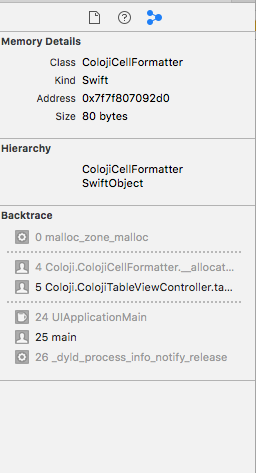 Memory Details
Class ColojiCellFormatter
Kind Swift
Address 0x7f7f807092d0
Size 80 bytes
Hierarchy
ColojiCellFormatter
SwiftObject
Backtrace
0 malloc_zone_malloc
4 Coloji.ColojiCellFormatter.__allocat...
5 Coloji.ColojiTableViewController.ta...
24 UIApplicationMain
25 main
26 _dyld_process_info_notify_release